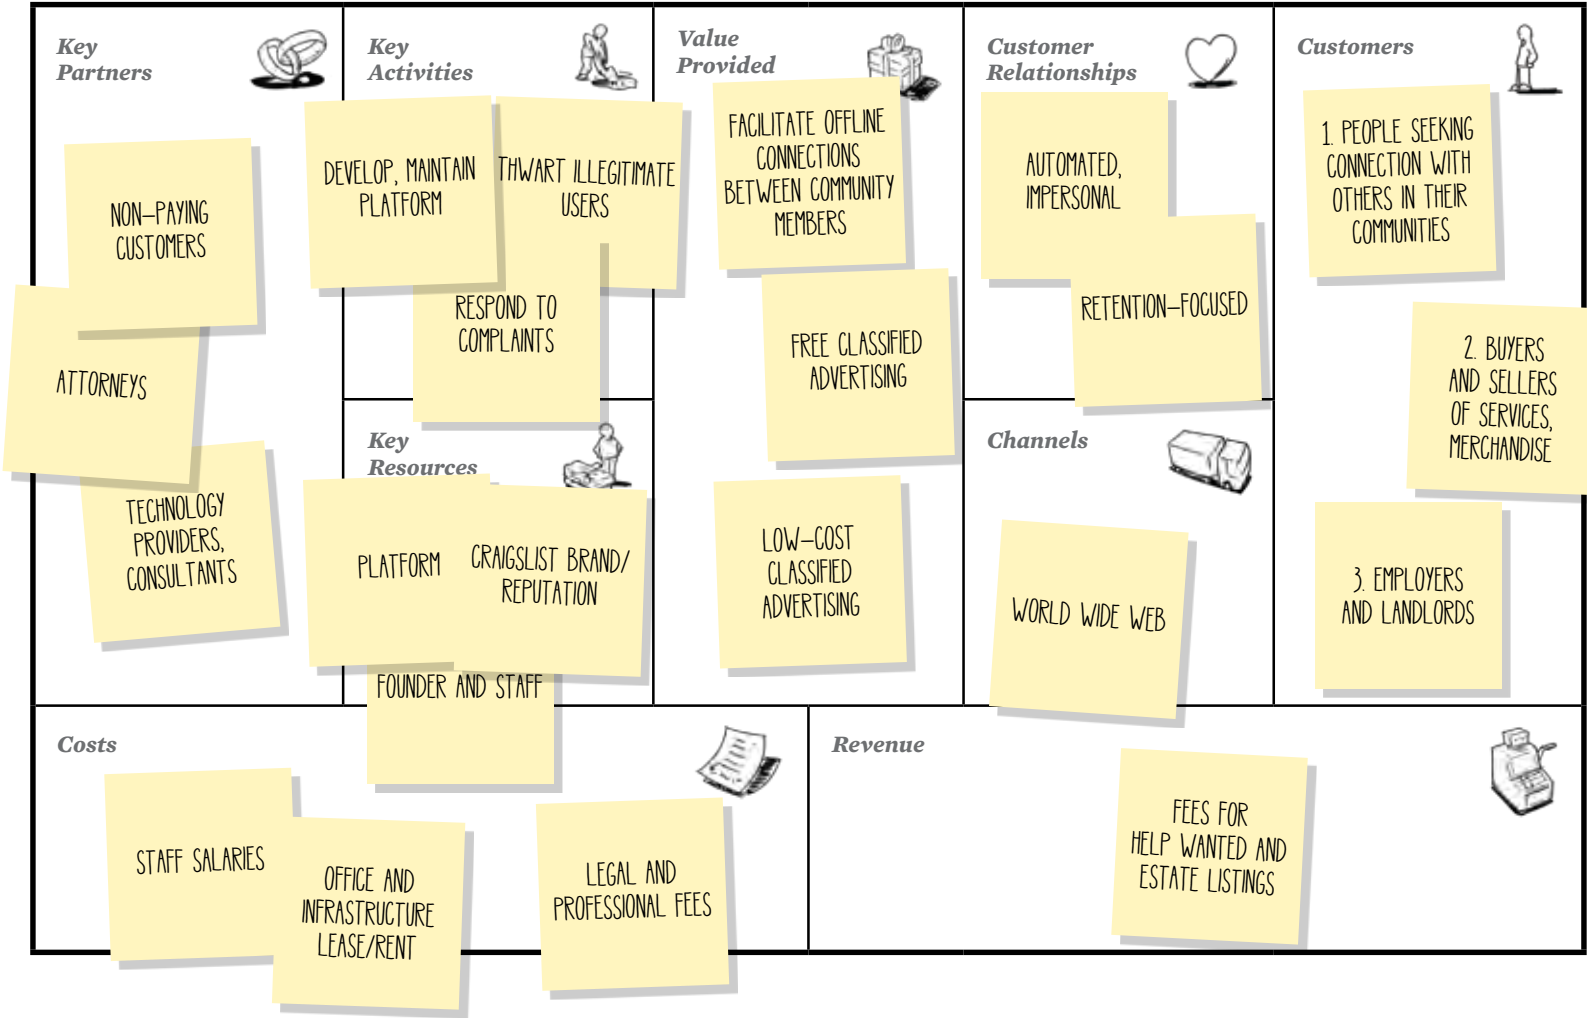 Key
Partners
NON-PAYING
CUSTOMERS
ATTORNEYS
TECHNOLOGY
PROVIDERS,
CONSULTANTS
Key
Activities
DEVELOP, MAINTAIN
PLATFORM
THWART ILLEGITIMATE
USERS
RESPOND TO
COMPLAINTS
Key
Resources
PLATFORM
CRAIGSLIST BRAND/
REPUTATION
FOUNDER AND STAFF
Value
Provided
FACILITATE OFFLINE
CONNECTIONS
BETWEEN COMMUNITY
MEMBERS
FREE CLASSIFIED
ADVERTISING
LOW-COST
CLASSIFIED
ADVERTISING
Customer
Relationships
AUTOMATED,
IMPERSONAL
RETENTION-FOCUSED
Channels
WORLD WIDE WEB
Customers
1. PEOPLE SEEKING
CONNECTION WITH
OTHERS IN THEIR
COMMUNITIES
2. BUYERS
AND SELLERS
OF SERVICES,
MERCHANDISE
3. EMPLOYERS
AND LANDLORDS
Costs
STAFF SALARIES
OFFICE AND
INFRASTRUCTURE
LEASE/RENT
LEGAL AND
PROFESSIONAL FEES
Revenue
FEES FOR
HELP WANTED AND
ESTATE LISTINGS